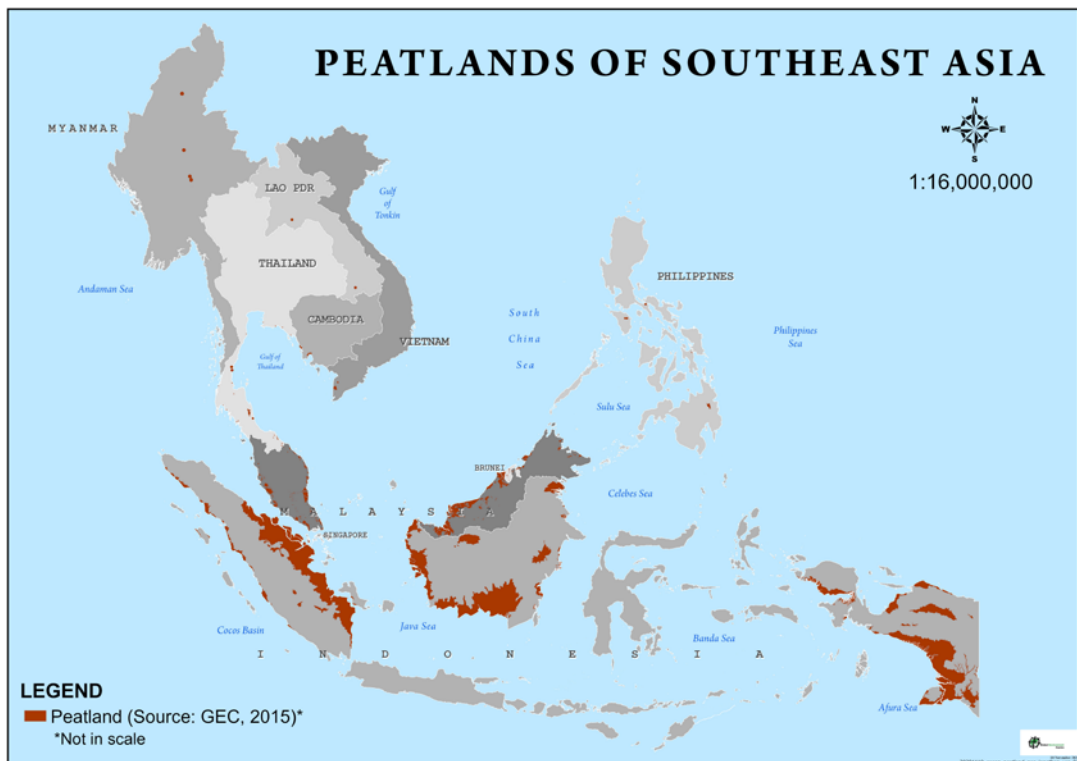 PEATLANDS OF SOUTHEAST ASIA
N
W E
S
1:16,000,000
MYANMAR
LAO PDR
Gulf
of
Tonkin
THAILAND
PHILIPPINES
Andaman Sea
CAMBODIA
South
China
Sea
Philippines
Sea
VIETNAM
Gulf of
Thailand
Sulu Sea
BRUNEI
Celebes Sea
MALAYSIA
SINGAPORE
Cocos Basin
Java Sea
Banda Sea
INDONESIA
Afura Sea
LEGEND
Peatland (Source: GEC, 2015)*
*Not in scale